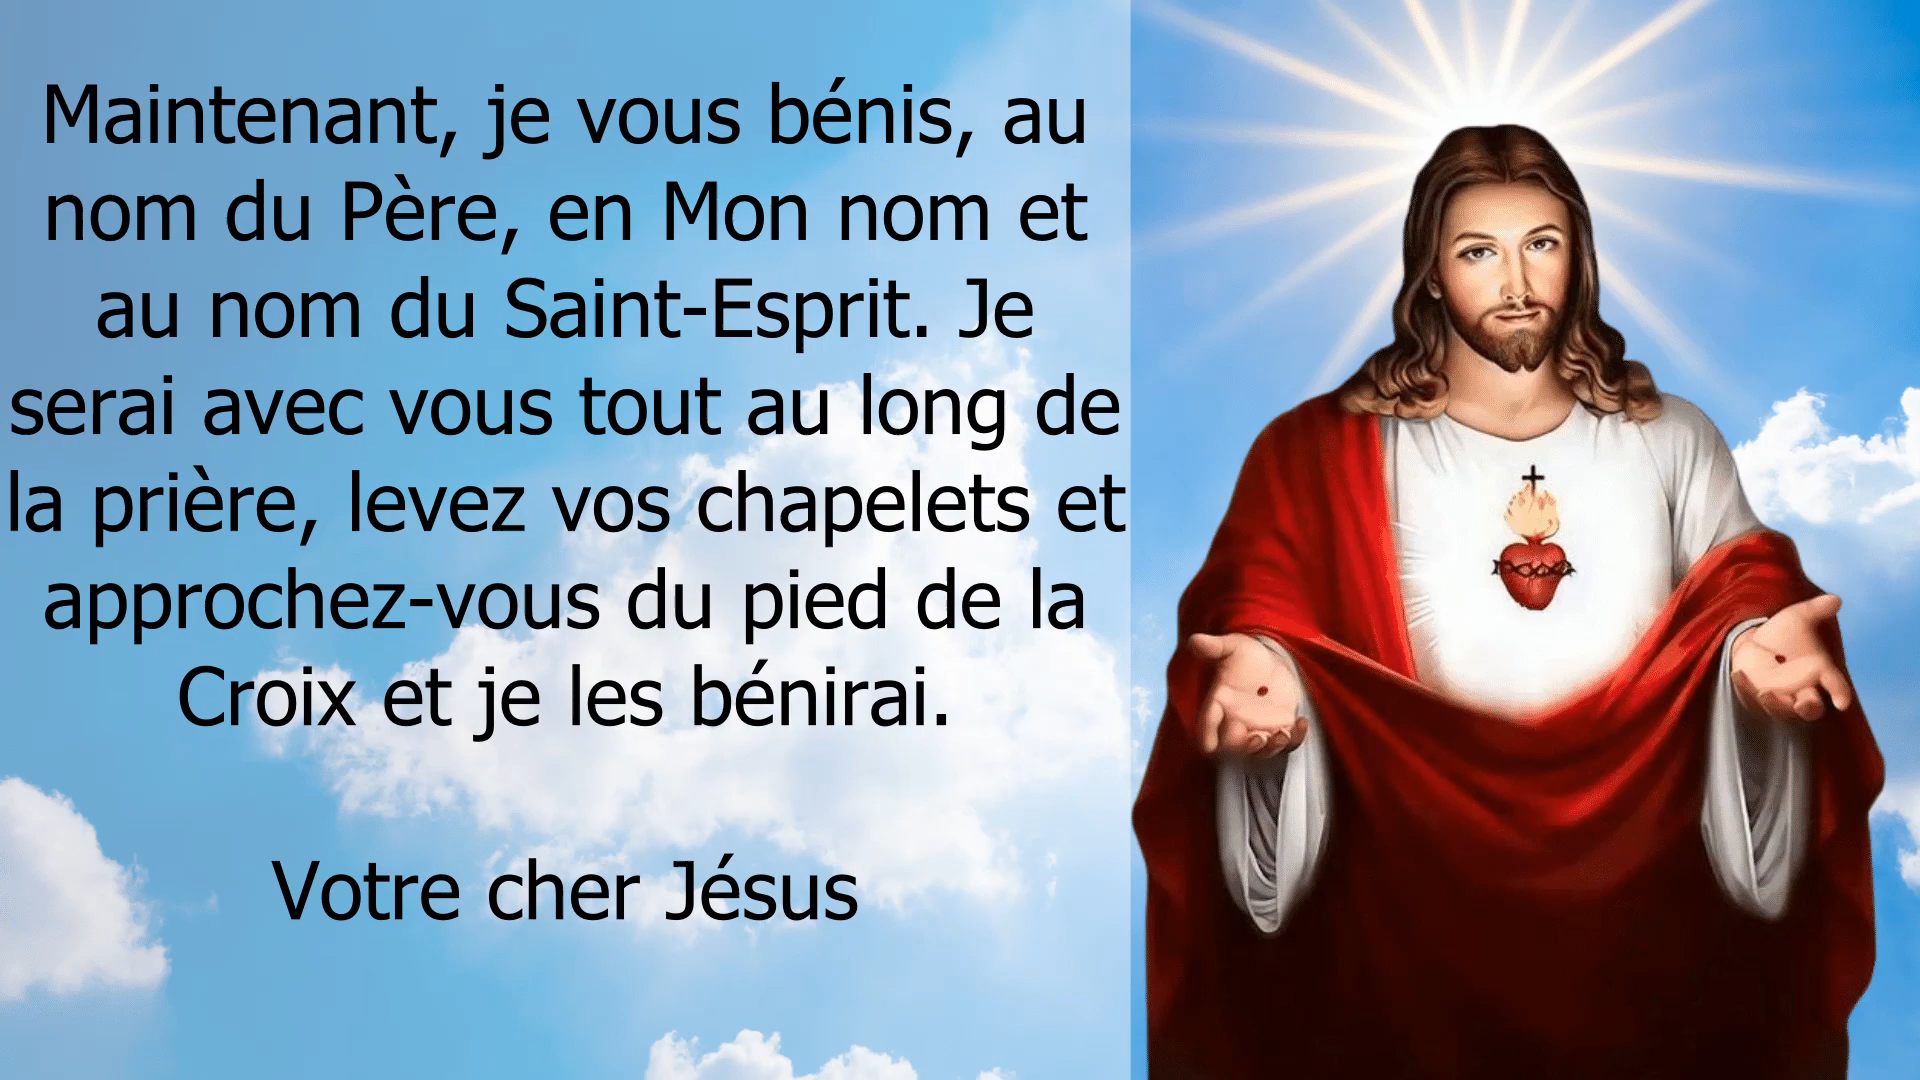 Maintenant, je vous bénis, au
nom du Père, en Mon nom et
au nom du Saint-Esprit. Je
serai avec vous tout au long de
la prière, levez vos chapelets et
approchez-vous du pied de la
Croix et je les bénirai.
Votre cher Jésus